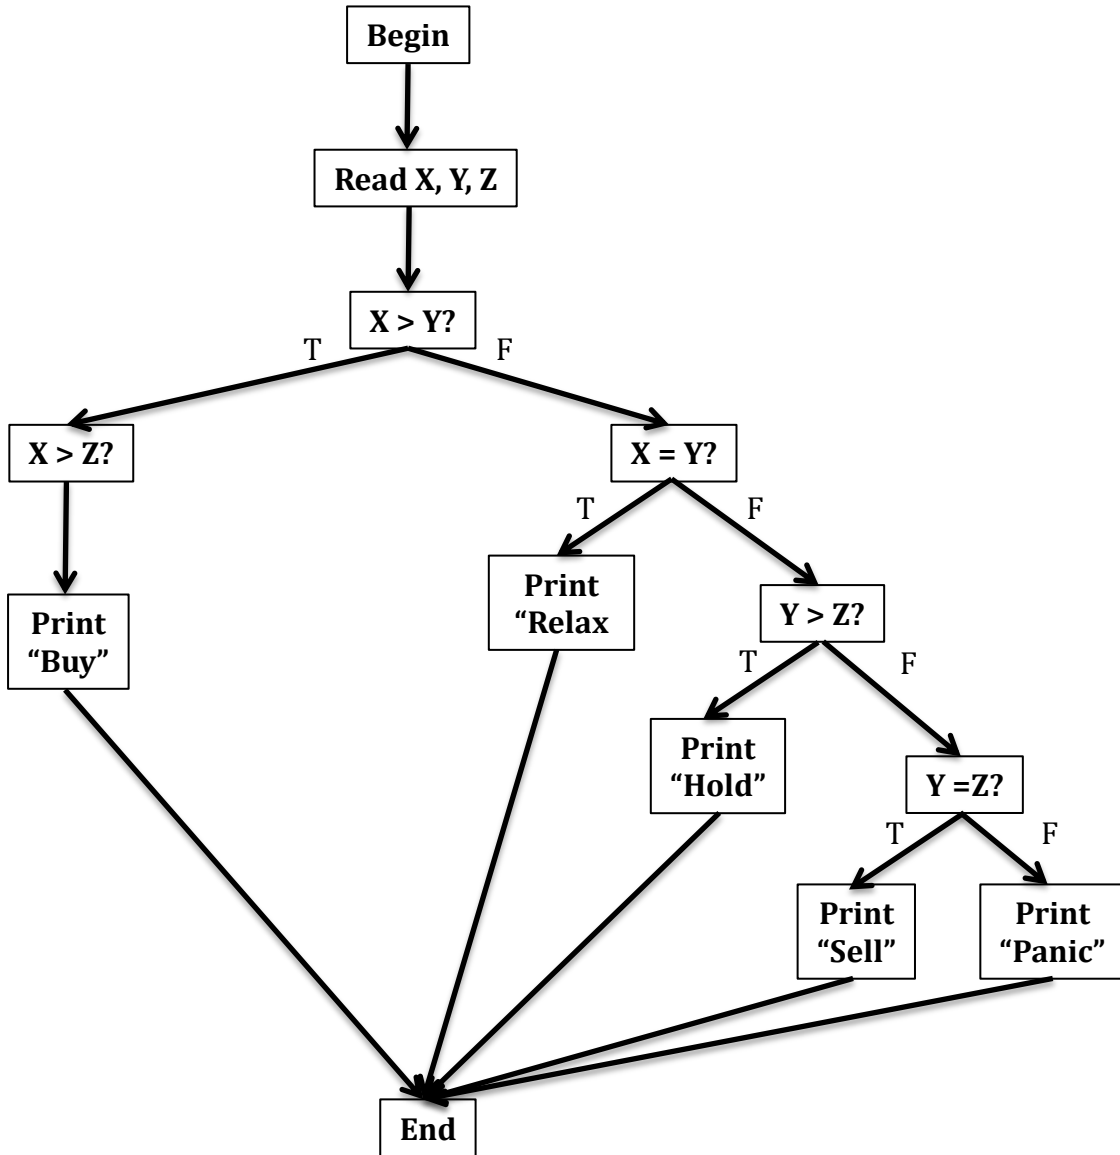 Begin
Read X, Y, Z
X > Y?
T
F
X > Z?
X = Y?
T
F
Print
“Relax
Print
“Buy”
Y > Z?
T
F
Print
“Hold”
Y =Z?
T
F
Print
“Sell”
Print
“Panic”
End